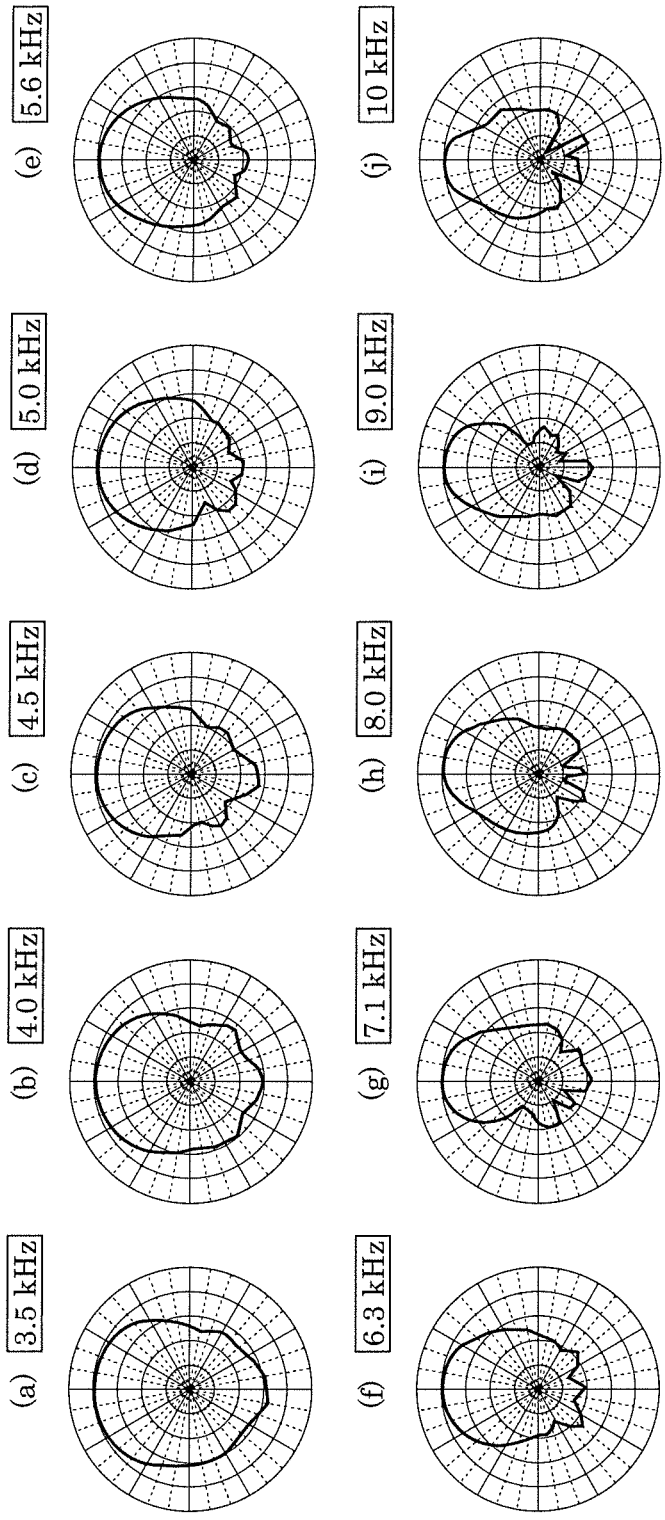 (a) 3.5 kHz
(b) 4.0 kHz
(c) 4.5 kHz
(d) 5.0 kHz
(e) 5.6 kHz
(f) 6.3 kHz
(g) 7.1 kHz
(h) 8.0 kHz
(i) 9.0 kHz
(j) 10 kHz